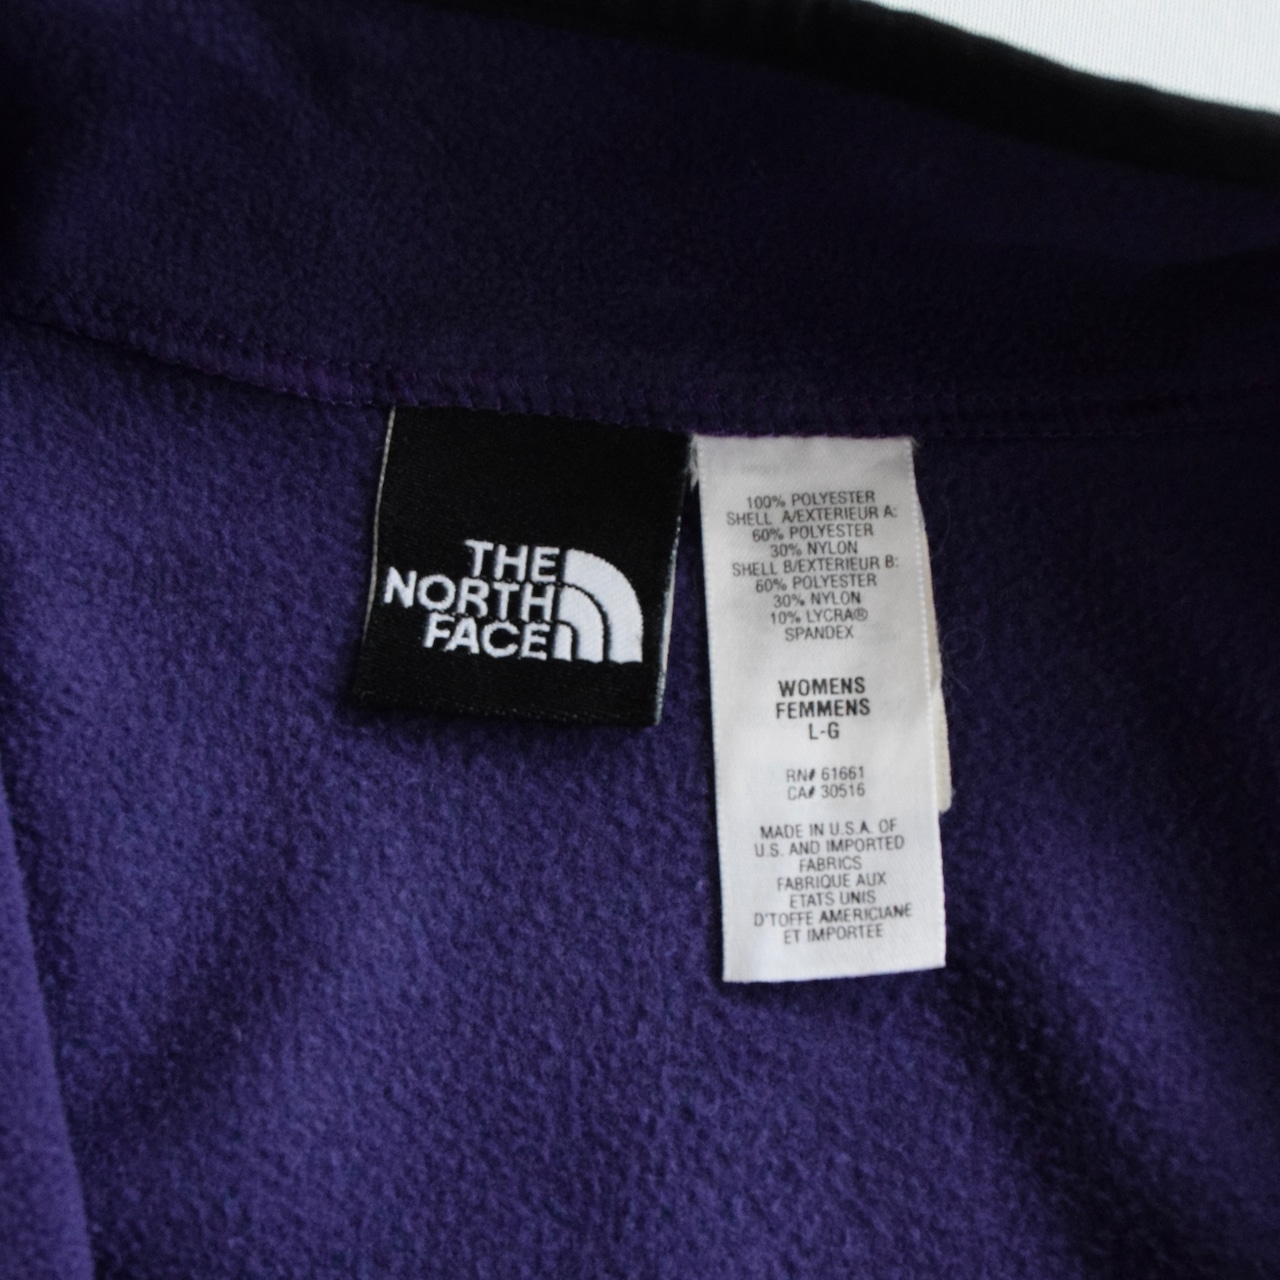 THE
NORTH
FACE
100% POLYESTER
SHELL A/EXTERIEUR A:
60% POLYESTER
30% NYLON
SHELL B/EXTERIEUR B:
60% POLYESTER
30% NYLON
10% LYCRA®
SPANDEX
WOMENS
FEMMENS
L-G
RN# 61661
CA# 30516
MADE IN U.S.A. OF
U.S. AND IMPORTED
FABRICS
FABRIQUE AUX
ETATS UNIS
D'TOFFE AMERICIANE
ET IMPORTEE